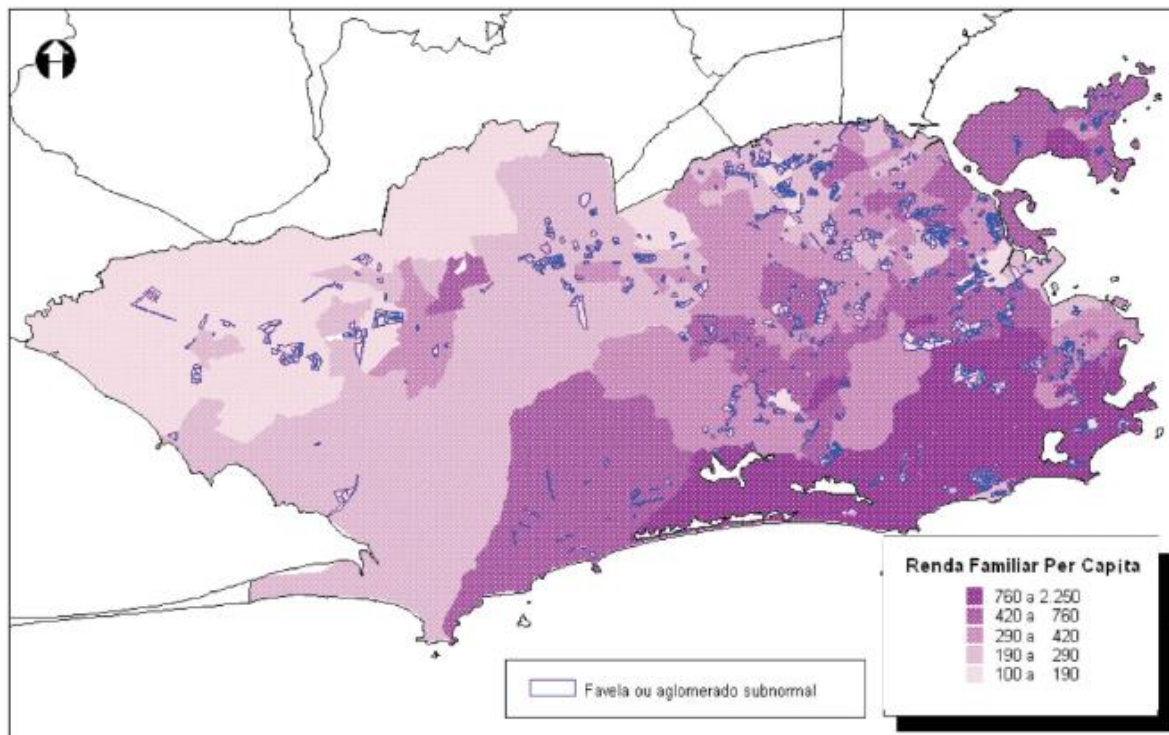 Renda Familiar Per Capita
760 a 2.250
420 a 760
290 a 420
190 a 290
100 a 190
Favela ou aglomerado subnormal